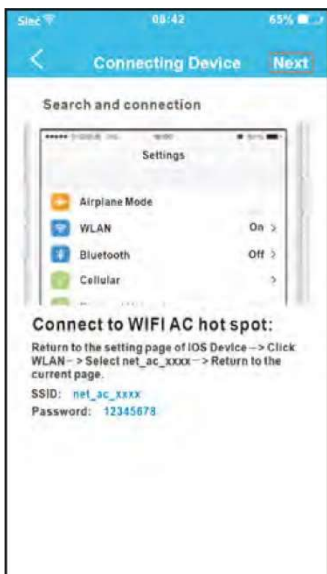 Sieć 08:42 65%
Connecting Device Next
Search and connection
Settings
Airplane Mode
WLAN On >
Bluetooth Off >
Cellular >
Connect to WIFI AC hot spot:
Return to the setting page of IOS Device—> Click
WLAN—> Select net_ac_xxxx—> Return to the
current page.
SSID: net_ac_xxxx
Password: 12345678